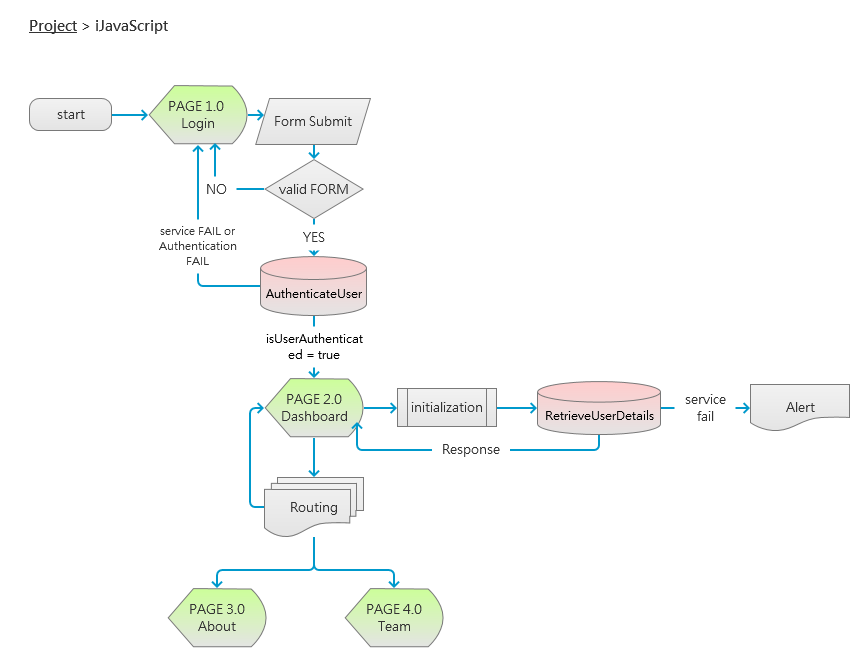 Project > iJavaScript
start
PAGE 1.0
Login
Form Submit
NO
valid FORM
service FAIL or
Authentication
FAIL
YES
AuthenticateUser
isUserAuthenticat
ed = true
PAGE 2.0
Dashboard
initialization
RetrieveUserDetails
service
fail
Alert
Response
Routing
PAGE 3.0
About
PAGE 4.0
Team